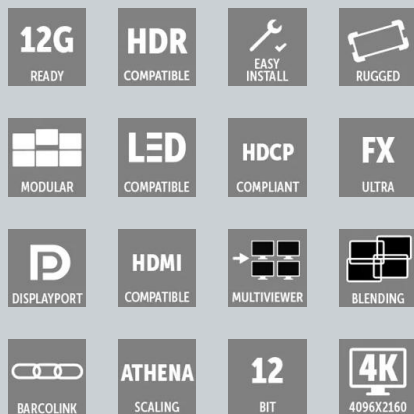 12G
READY
HDR
COMPATIBLE
EASY
INSTALL
RUGGED
MODULAR
LED
COMPATIBLE
HDCP
COMPLIANT
FX
ULTRA
DISPLAYPORT
HDMI
COMPATIBLE
MULTIVIEWER
BLENDING
BARCOLINK
ATHENA
SCALING
12
BIT
4K
4096X2160